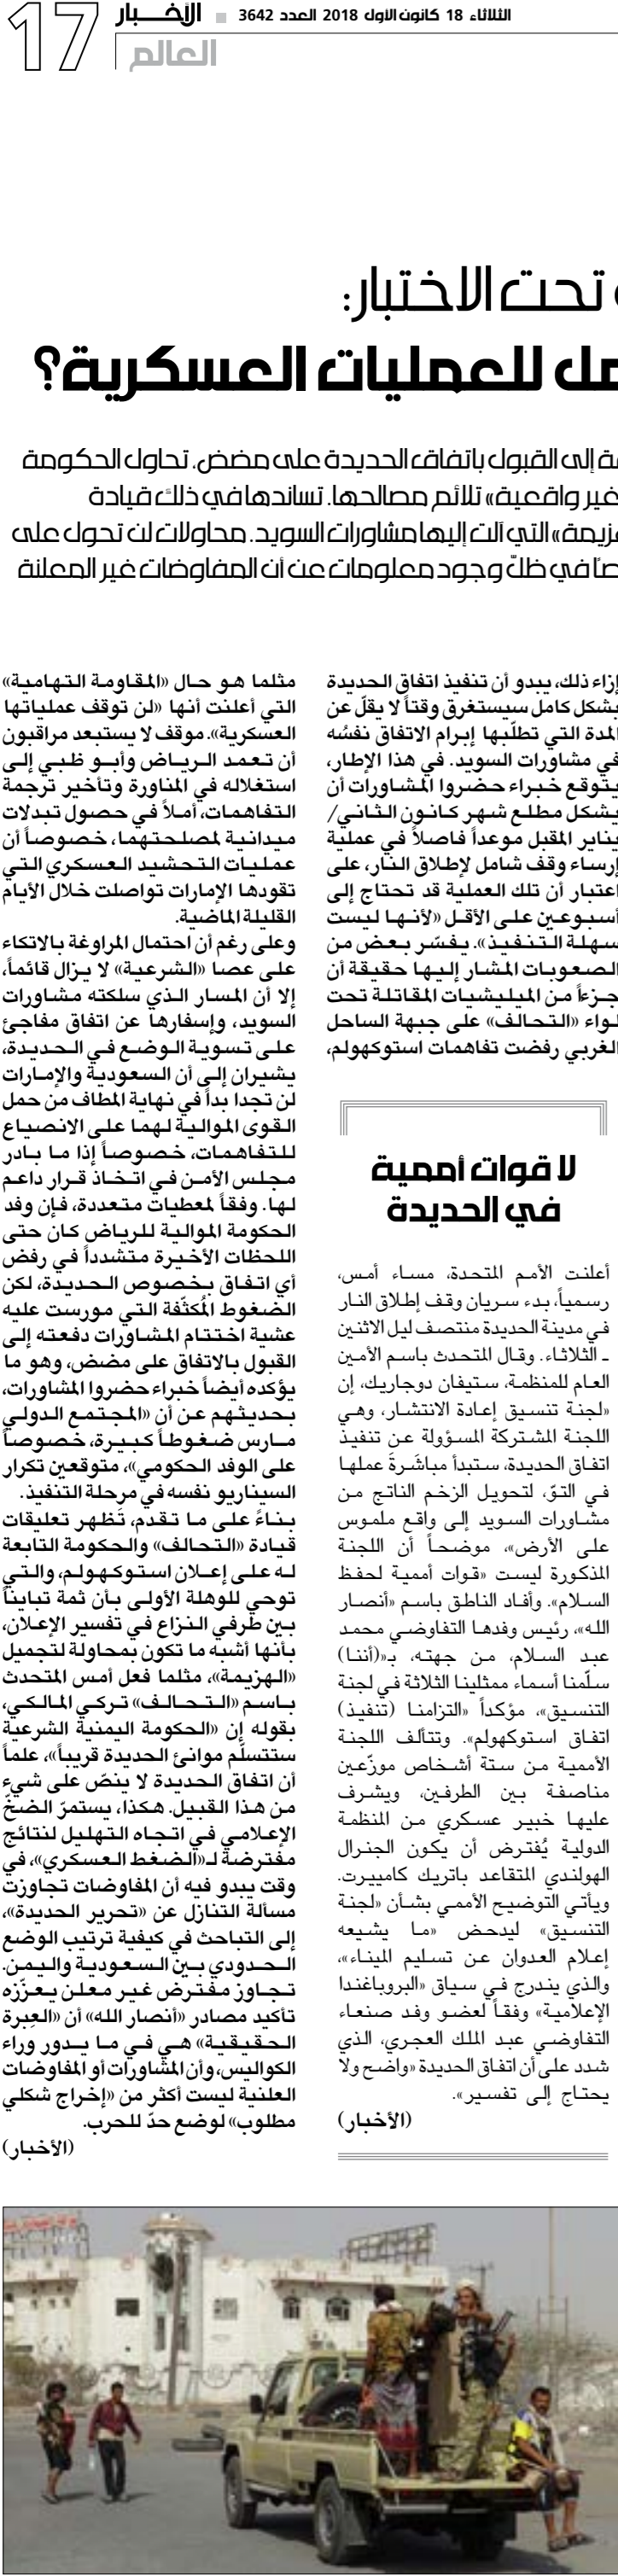 الثلاثاء 18 كانون الأول 2018 العدد 3642
الأخبار
17
العالم
تحت الاختبار:
للعمليات العسكرية؟
إلى القبول باتفاق الحديدة على مضض، تحاول الحكومة
غير واقعية» تلائم مصالحها. تساندها في ذلك قيادة
التي آلت إليها مشاورات السويد. محاولات لن تحول على
في ظلّ وجود معلومات عن أن المفاوضات غير المعلنة
إزاء ذلك، يبدو أن تنفيذ اتفاق الحديدة
بشكل كامل سيستغرق وقتاً لا يقلّ عن
المدة التي تطلّبها إبرام الاتفاق نفسُه
في مشاورات السويد. في هذا الإطار،
يتوقع خبراء حضروا المشاورات أن
يشكل مطلع شهر كانون الثاني/
يناير المقبل موعداً فاصلاً في عملية
إرساء وقف شامل لإطلاق النار، على
اعتبار أن تلك العملية قد تحتاج إلى
أسبوعين على الأقل «لأنها ليست
سهلة التنفيذ». يفسّر بعض من
الصعوبات المشار إليها حقيقة أن
جزءاً من الميليشيات المقاتلة تحت
لواء «التحالف» على جبهة الساحل
الغربي رفضت تفاهمات استوكهولم،
مثلما هو حال «المقاومة التهامية»
التي أعلنت أنها «لن توقف عملياتها
العسكرية». موقف لا يستبعد مراقبون
أن تعمد الرياض وأبو ظبي إلى
استغلاله في المناورة وتأخير ترجمة
التفاهمات، أملاً في حصول تبدلات
ميدانية لمصلحتهما، خصوصاً أن
عمليات التحشيد العسكري التي
تقودها الإمارات تواصلت خلال الأيام
القليلة الماضية.
وعلى رغم أن احتمال المراوغة بالاتكاء
على عصا «الشرعية» لا يزال قائماً،
إلا أن المسار الذي سلكته مشاورات
السويد، وإسفارها عن اتفاق مفاجئ
على تسوية الوضع في الحديدة،
يشيران إلى أن السعودية والإمارات
لن تجدا بداً في نهاية المطاف من حمل
القوى الموالية لهما على الانصياع
للتفاهمات، خصوصاً إذا ما بادر
مجلس الأمن في اتخاذ قرار داعم
لها. وفقاً لمعطيات متعددة، فإن وفد
الحكومة الموالية للرياض كان حتى
اللحظات الأخيرة متشدداً في رفض
أي اتفاق بخصوص الحديدة، لكن
الضغوط المُكثّفة التي مورست عليه
عشية اختتام المشاورات دفعته إلى
القبول بالاتفاق على مضض، وهو ما
يؤكده أيضاً خبراء حضروا المشاورات،
بحديثهم عن أن «المجتمع الدولي
مارس ضغوطاً كبيرة، خصوصاً
على الوفد الحكومي»، متوقعين تكرار
السيناريو نفسه في مرحلة التنفيذ.
بناءً على ما تقدم، تَظهر تعليقات
قيادة «التحالف» والحكومة التابعة
له على إعلان استوكهولم، والتي
توحي للوهلة الأولى بأن ثمة تبايناً
بين طرفي النزاع في تفسير الإعلان،
بأنها أشبه ما تكون بمحاولة لتجميل
«الهزيمة»، مثلما فعل أمس المتحدث
باسم «التحالف» تركي المالكي،
بقوله إن «الحكومة اليمنية الشرعية
ستتسلّم موانئ الحديدة قريباً»، علماً
أن اتفاق الحديدة لا ينصّ على شيء
من هذا القبيل. هكذا، يستمرّ الضخّ
الإعلامي في اتجاه التهليل لنتائج
مفترضة لـ«الضغط العسكري»، في
وقت يبدو فيه أن المفاوضات تجاوزت
مسألة التنازل عن «تحرير الحديدة»،
إلى التباحث في كيفية ترتيب الوضع
الحدودي بين السعودية واليمن.
تجاوز مفترض غير معلن يعزّزه
تأكيد مصادر «أنصار الله» أن «العِبرة
الحقيقية» هي في ما يدور وراء
الكواليس، وأن المشاورات أو المفاوضات
العلنية ليست أكثر من «إخراج شكلي
مطلوب» لوضع حدّ للحرب.
(الأخبار)
لا قوات أممية
في الحديدة
أعلنت الأمم المتحدة، مساء أمس،
رسمياً، بدء سريان وقف إطلاق النار
في مدينة الحديدة منتصف ليل الاثنين
ـ الثلاثاء. وقال المتحدث باسم الأمين
العام للمنظمة، ستيفان دوجاريك، إن
«لجنة تنسيق إعادة الانتشار، وهي
اللجنة المشتركة المسؤولة عن تنفيذ
اتفاق الحديدة، ستبدأ مباشَرةَ عملها
في التوّ، لتحويل الزخم الناتج من
مشاورات السويد إلى واقع ملموس
على الأرض»، موضحاً أن اللجنة
المذكورة ليست «قوات أممية لحفظ
السلام». وأفاد الناطق باسم «أنصار
الله»، رئيس وفدها التفاوضي محمد
عبد السلام، من جهته، بـ«(أننا)
سلّمنا أسماء ممثلينا الثلاثة في لجنة
التنسيق»، مؤكداً «التزامنا (تنفيذ)
اتفاق استوكهولم». وتتألف اللجنة
الأممية من ستة أشخاص موزّعين
مناصفة بين الطرفين، ويشرف
عليها خبير عسكري من المنظمة
الدولية يُفترض أن يكون الجنرال
الهولندي المتقاعد باتريك كامييرت.
ويأتي التوضيح الأممي بشأن «لجنة
التنسيق» ليدحض «ما يشيعه
إعلام العدوان عن تسليم الميناء»،
والذي يندرج في سياق «البروباغندا
الإعلامية» وفقاً لعضو وفد صنعاء
التفاوضي عبد الملك العجري، الذي
شدد على أن اتفاق الحديدة «واضح ولا
يحتاج إلى تفسير».
(الأخبار)